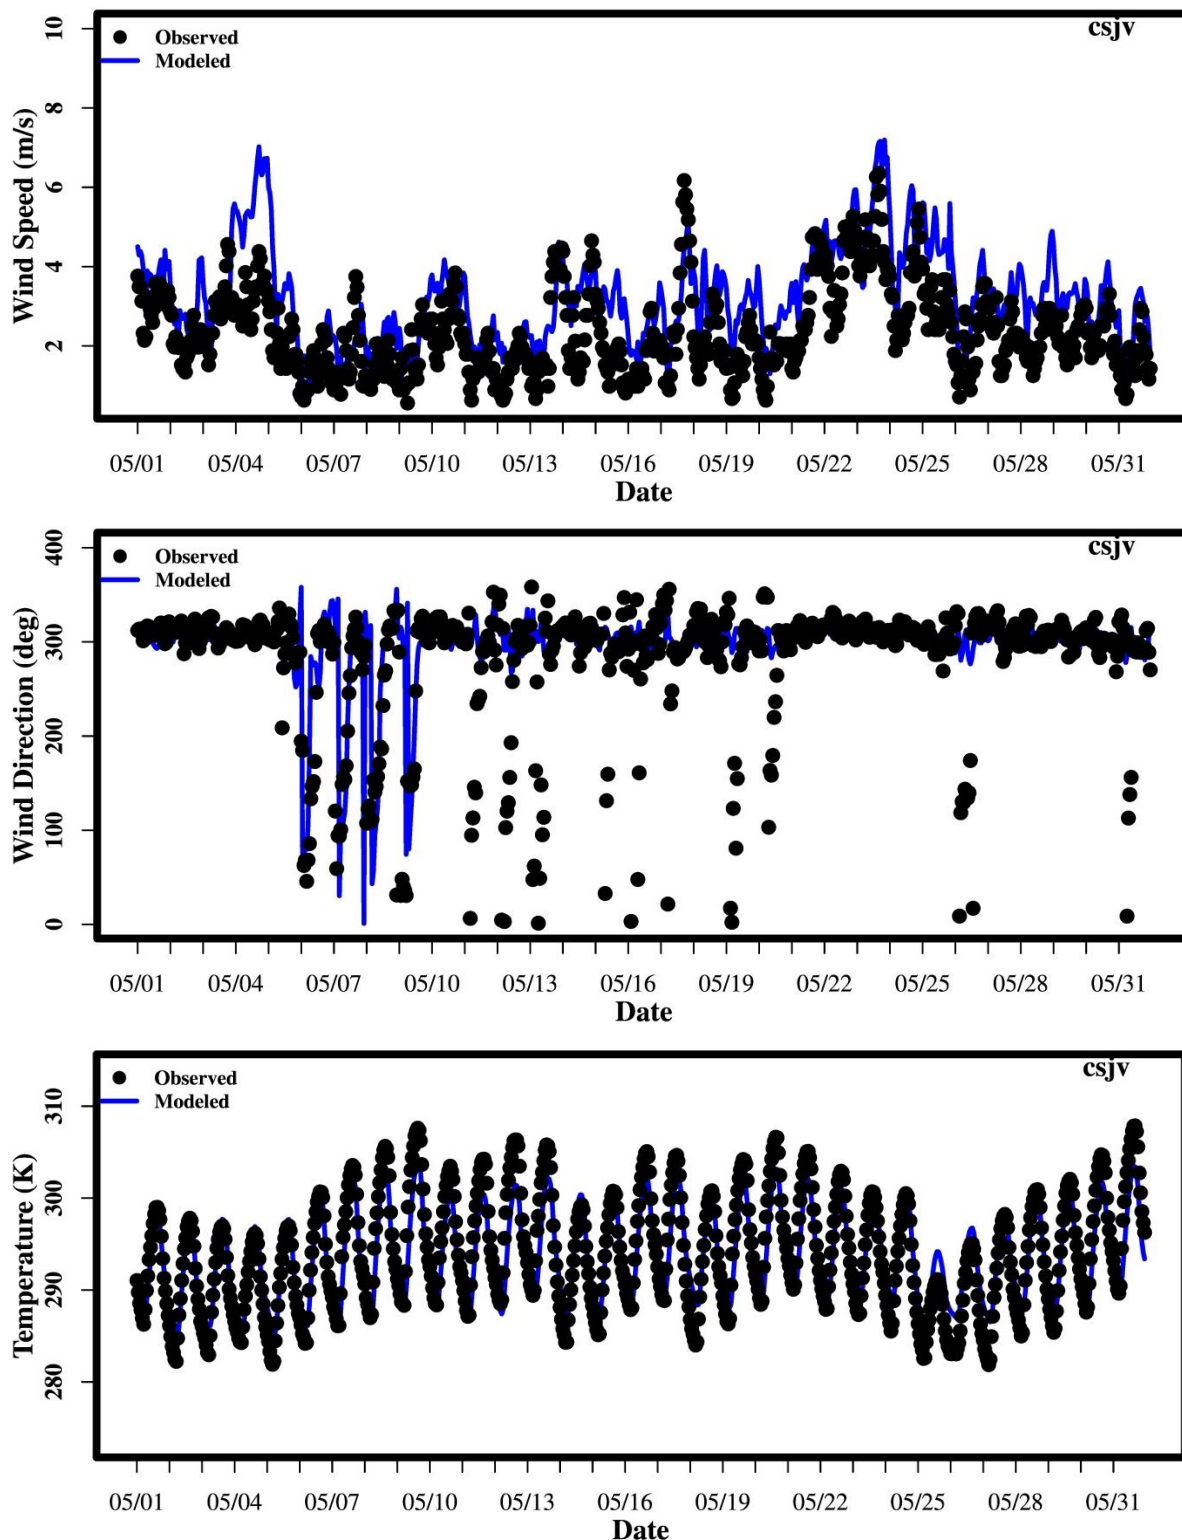 csjv
Observed
Modeled
10
8
6
4
2
Wind Speed (m/s)
05/01 05/04 05/07 05/10 05/13 05/16 05/19 05/22 05/25 05/28 05/31
Date
csjv
Observed
Modeled
400
300
200
100
0
Wind Direction (deg)
05/01 05/04 05/07 05/10 05/13 05/16 05/19 05/22 05/25 05/28 05/31
Date
csjv
Observed
Modeled
310
300
290
280
Temperature (K)
05/01 05/04 05/07 05/10 05/13 05/16 05/19 05/22 05/25 05/28 05/31
Date